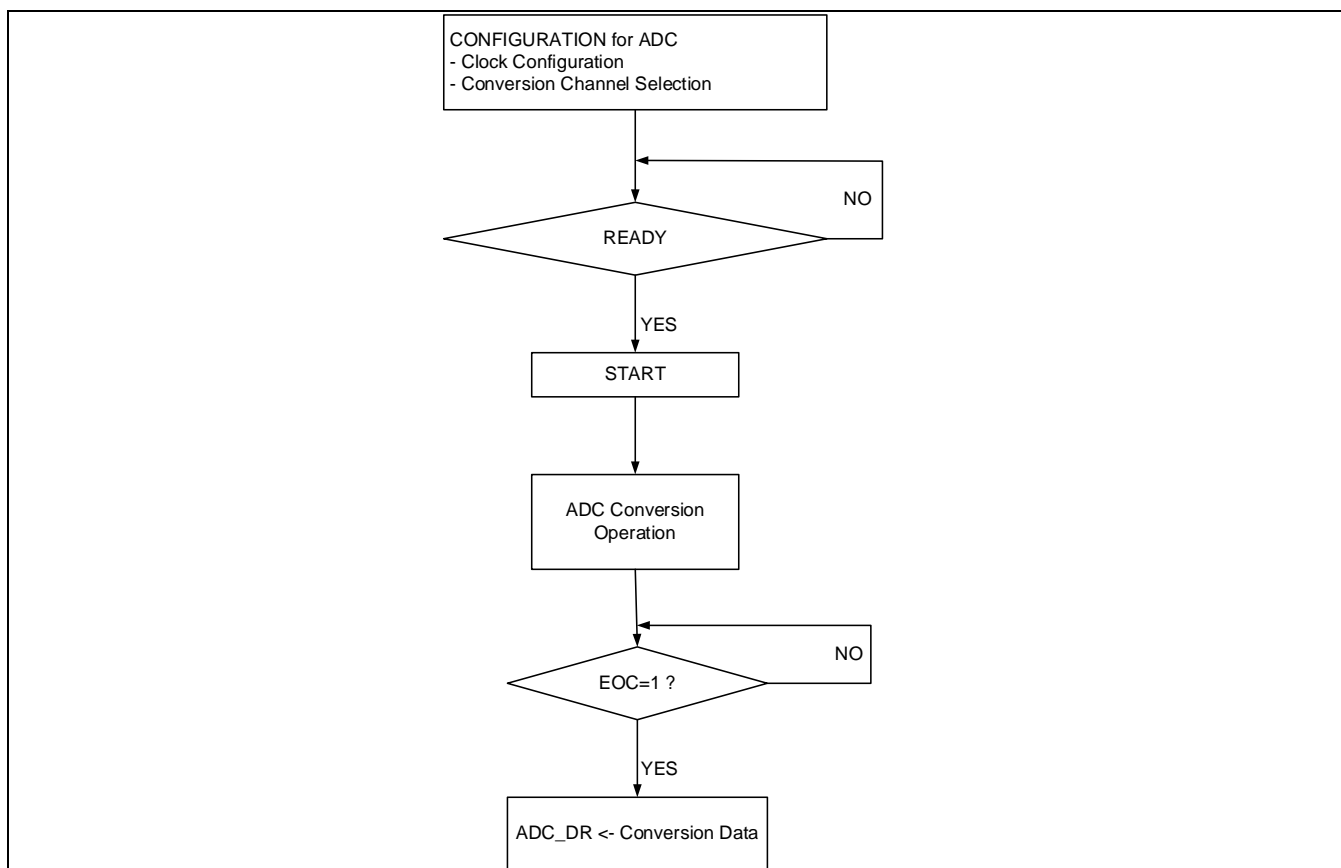 CONFIGURATION for ADC
- Clock Configuration
- Conversion Channel Selection
NO
READY
YES
START
ADC Conversion
Operation
NO
EOC=1 ?
YES
ADC_DR <- Conversion Data